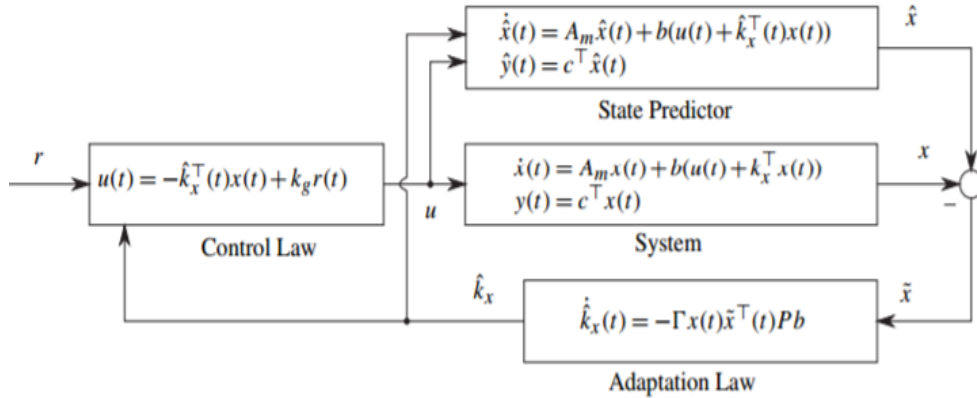 x̂
ẋ̂(t) = A_m x̂(t) + b(u(t) + k̂_x^⊤(t)x(t))
ŷ(t) = c^⊤ x̂(t)
State Predictor
r
u(t) = −k̂_x^⊤(t)x(t) + k_g r(t)
Control Law
u
ẋ(t) = A_m x(t) + b(u(t) + k_x^⊤ x(t))
y(t) = c^⊤ x(t)
System
x
−
k̂_x
k̂̇_x(t) = −Γx(t)x̃^⊤(t)Pb
x̃
Adaptation Law